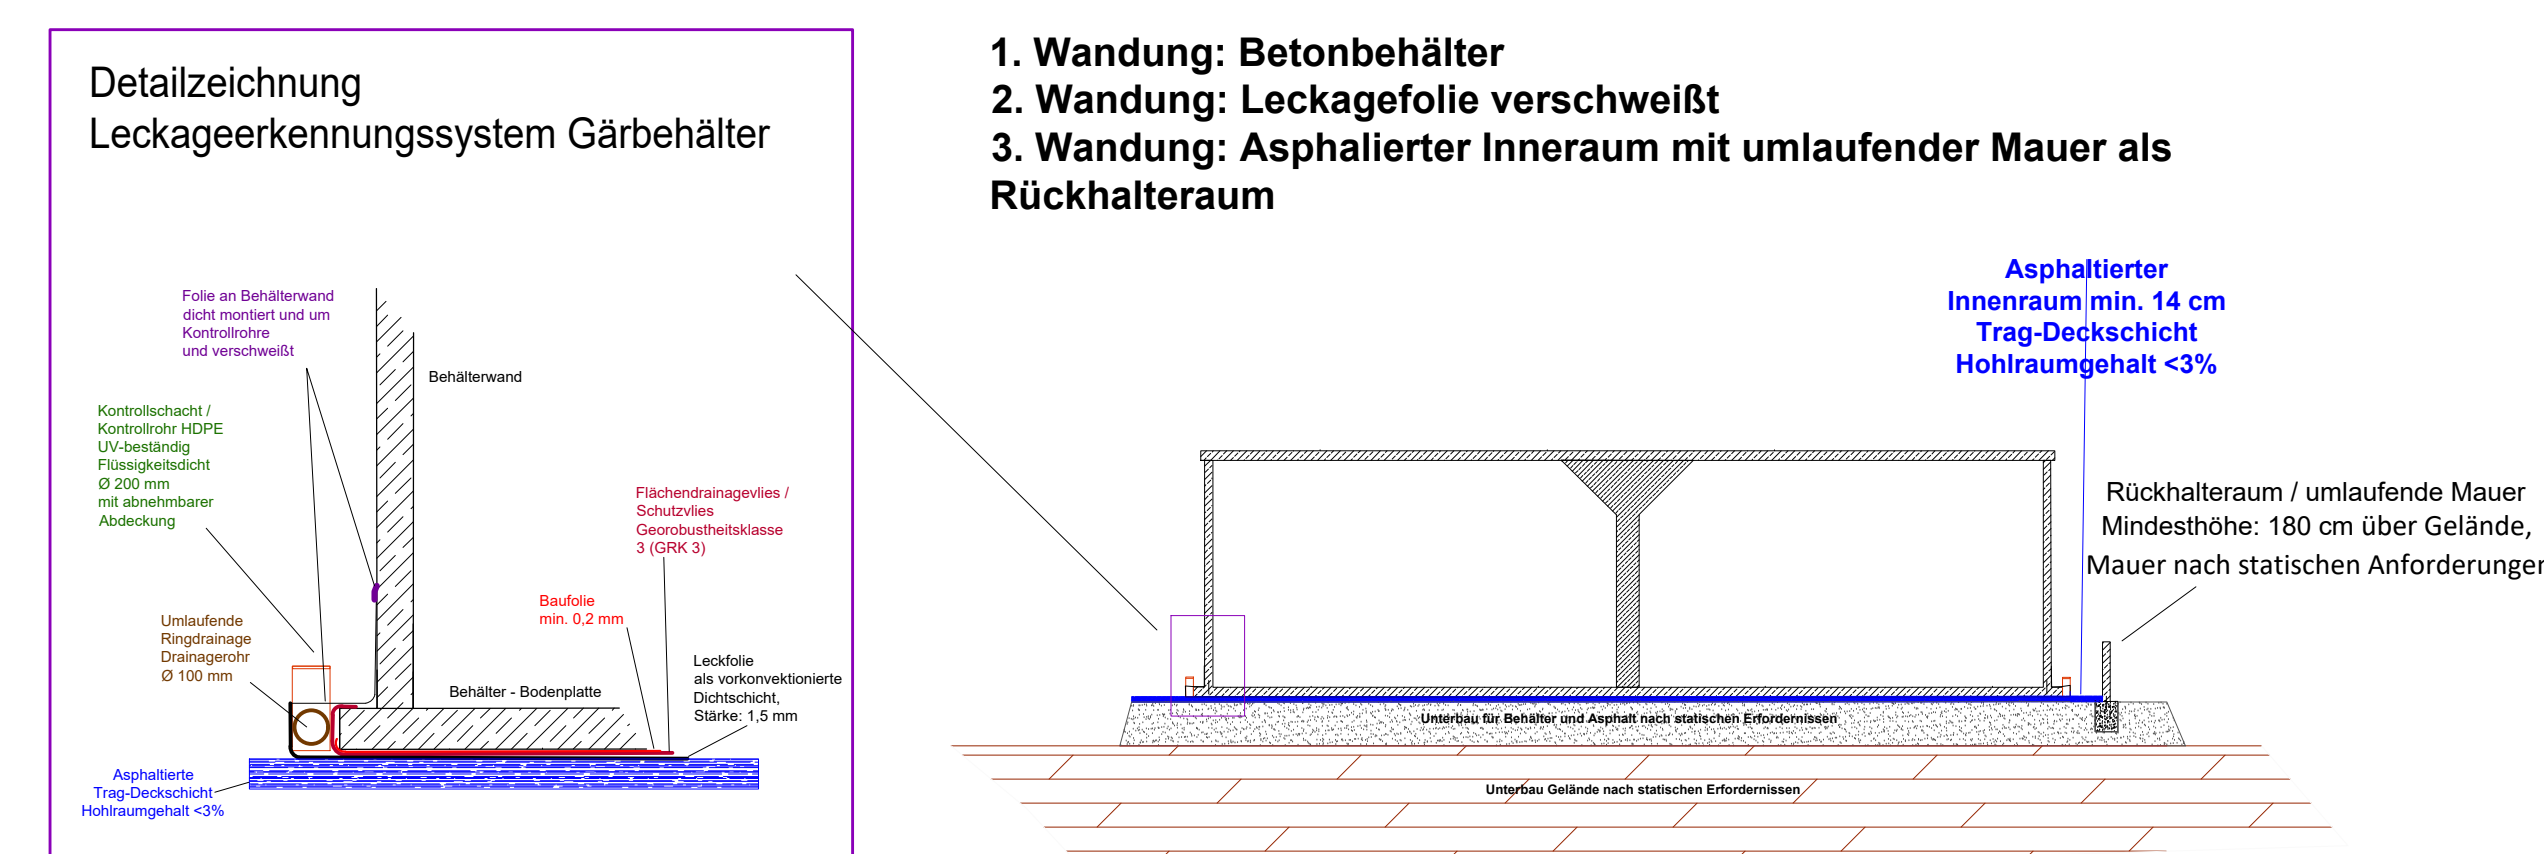 Detailzeichnung
Leckageerkennungssystem Gärbehälter
1. Wandung: Betonbehälter
2. Wandung: Leckagefolie verschweißt
3. Wandung: Asphalierter Inneraum mit umlaufender Mauer als
Rückhalteraum
Folie an Behälterwand
dicht montiert und um
Kontrollrohre
und verschweißt
Behälterwand
Kontrollschacht /
Kontrollrohr HDPE
UV-beständig
Flüssigkeitsdicht
Ø 200 mm
mit abnehmbarer
Abdeckung
Flächendrainagevlies /
Schutzvlies
Georobustheitsklasse
3 (GRK 3)
Baufolie
min. 0,2 mm
Umlaufende
Ringdrainage
Drainagerohr
Ø 100 mm
Leckfolie
als vorkonvektionierte
Dichtschicht,
Stärke: 1,5 mm
Behälter - Bodenplatte
Asphaltierte
Trag-Deckschicht
Hohlraumgehalt <3%
Asphaltierter
Innenraum min. 14 cm
Trag-Deckschicht
Hohlraumgehalt <3%
Rückhalteraum / umlaufende Mauer
Mindesthöhe: 180 cm über Gelände,
Mauer nach statischen Anforderungen
Unterbau für Behälter und Asphalt nach statischen Erfordernissen
Unterbau Gelände nach statischen Erfordernissen